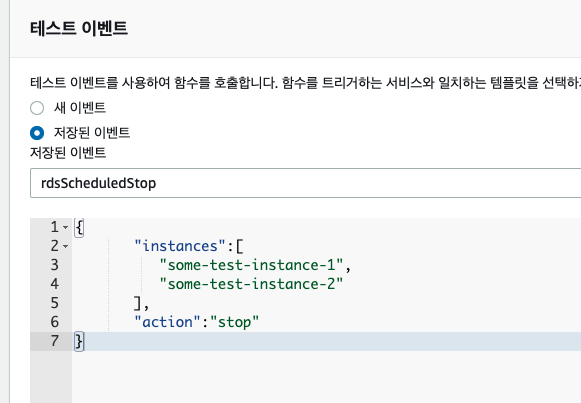 테스트 이벤트
테스트 이벤트를 사용하여 함수를 호출합니다. 함수를 트리거하는 서비스와 일치하는 템플릿을 선택하
새 이벤트
저장된 이벤트
저장된 이벤트
rdsScheduledStop
1 {
2 "instances":[
3 "some-test-instance-1",
4 "some-test-instance-2"
5 ],
6 "action":"stop"
7 }